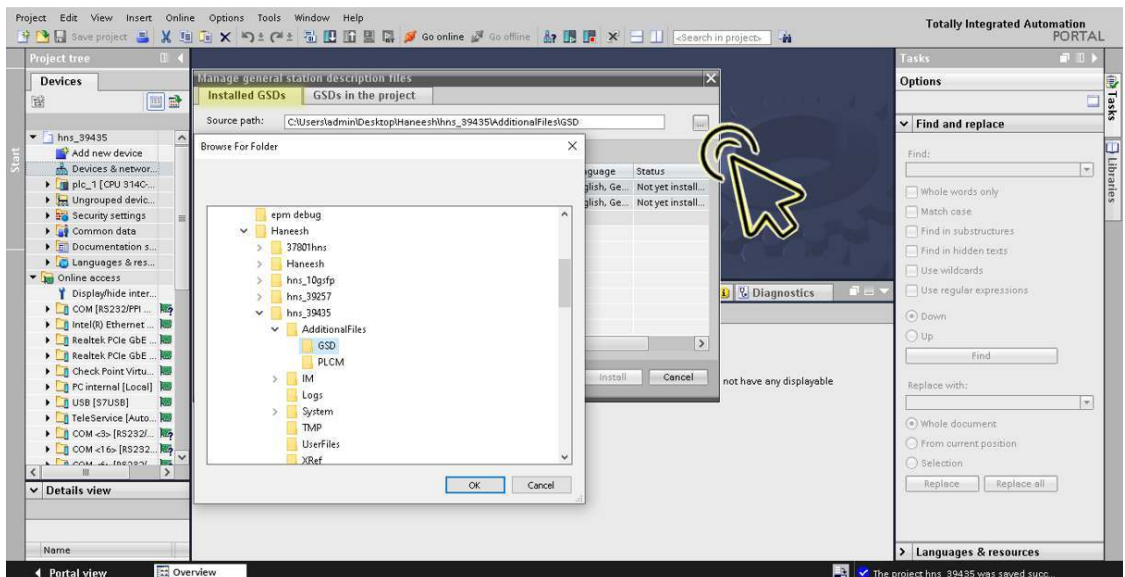 Project Edit View Insert Online Options Tools Window Help
Totally Integrated Automation
PORTAL
Save project Go online Go offline <Search in project>
Project tree
Devices
hns_39435
Add new device
Devices & networ...
plc_1 [CPU 314C-...
Ungrouped devic...
Security settings
Common data
Documentation s...
Languages & res...
Online access
Display/hide inter...
COM [RS232/PPI ...
Intel(R) Ethernet ...
Realtek PCIe GbE ...
Realtek PCIe GbE ...
Check Point Virtu...
PC internal [Local]
USB [S7USB]
TeleService [Auto...
COM <3> [RS232/...
COM <16> [RS232...
Details view
Name
Start
Manage general station description files
Installed GSDs GSDs in the project
Source path: C:\Users\admin\Desktop\Haneesh\hns_39435\AdditionalFiles\GSD
...
Status
glish, Ge... Not yet install...
glish, Ge... Not yet install...
Install Cancel
Browse For Folder
epm debug
Haneesh
37801hns
Haneesh
hns_10gsfp
hns_39257
hns_39435
AdditionalFiles
GSD
PLCM
IM
Logs
System
TMP
UserFiles
XRef
OK Cancel
Diagnostics
not have any displayable
Tasks
Options
Find and replace
Find:
Whole words only
Match case
Find in substructures
Find in hidden texts
Use wildcards
Use regular expressions
Down
Up
Find
Replace with:
Whole document
From current position
Selection
Replace Replace all
Languages & resources
Tasks
Libraries
Portal view Overview
The project hns_39435 was saved succ...